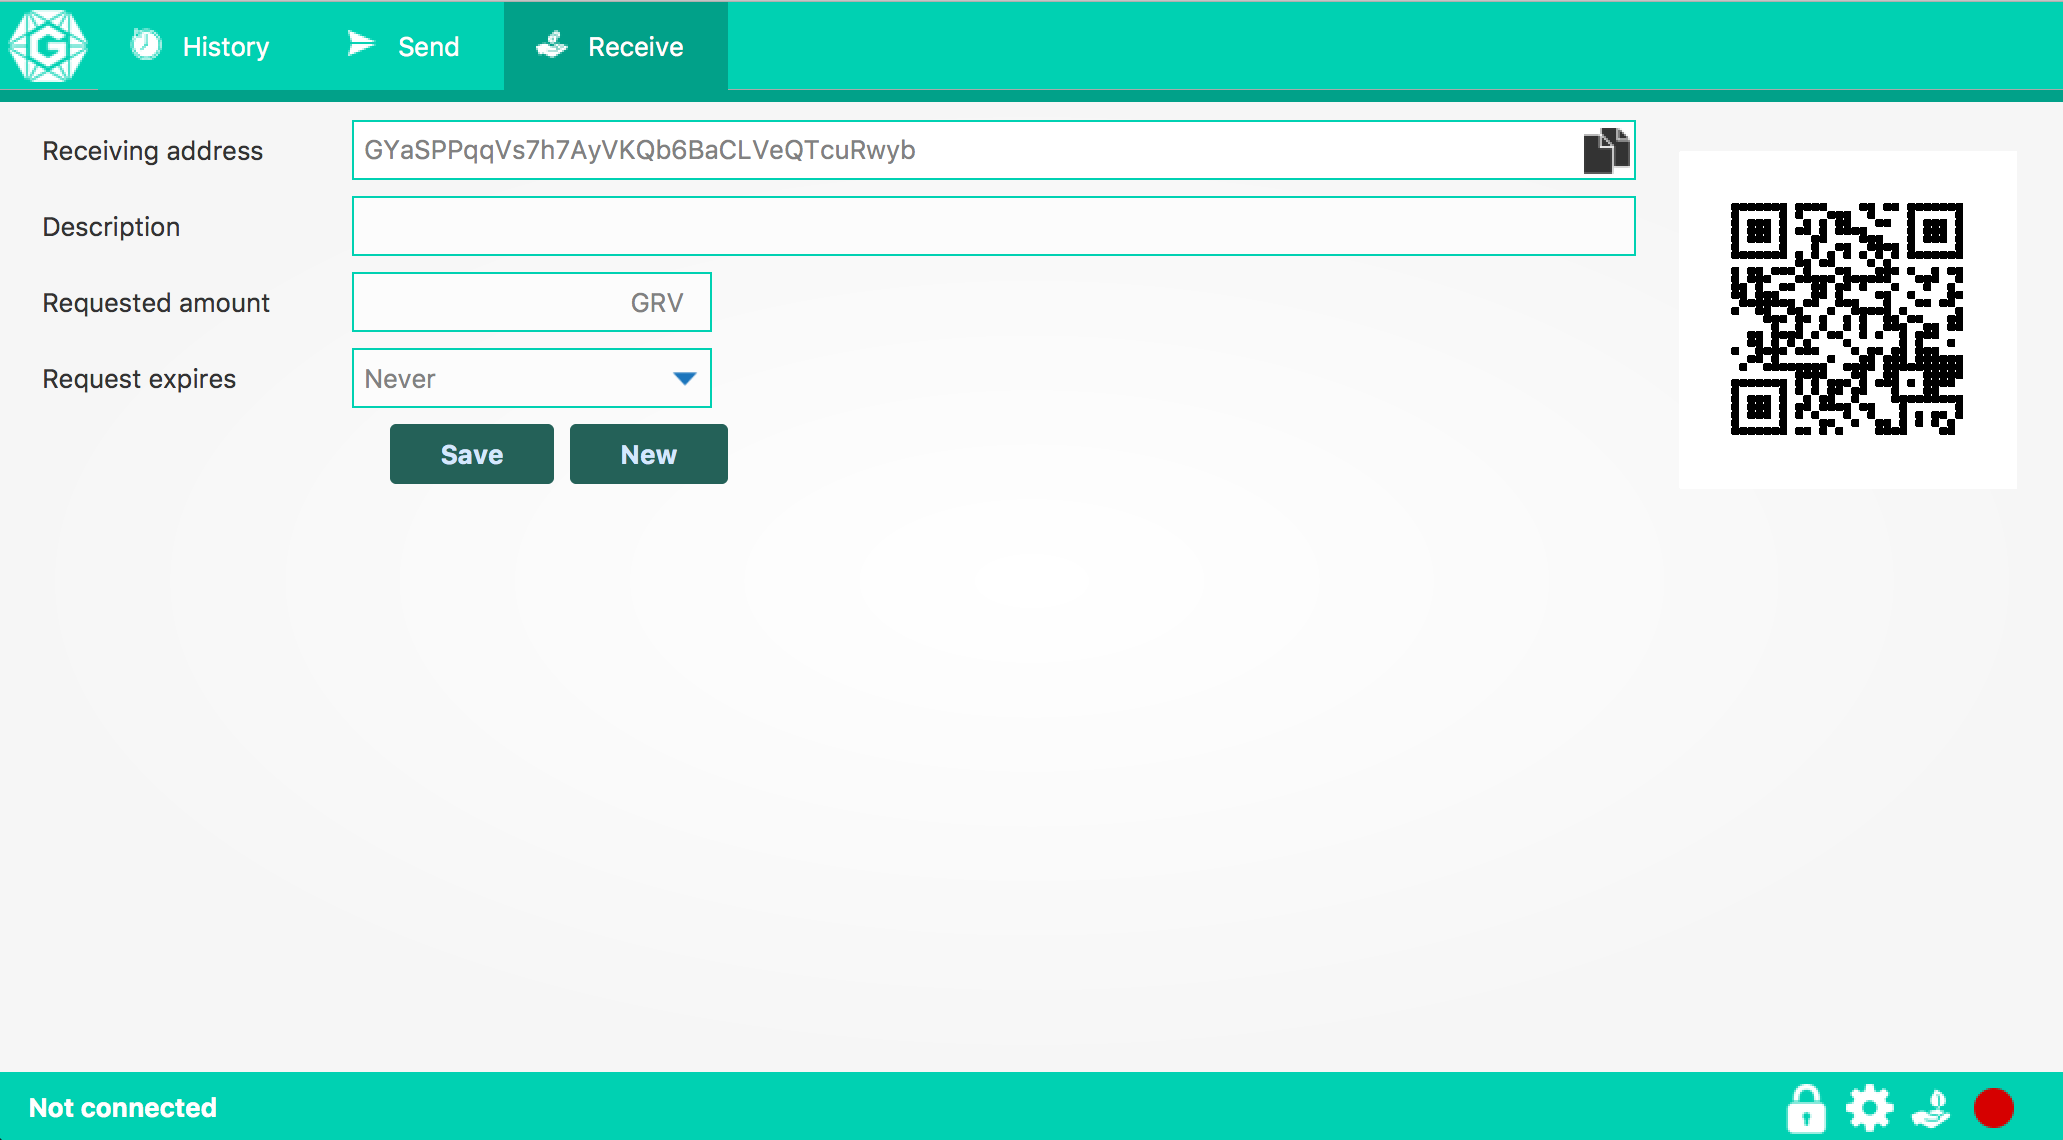 G
History
Send
Receive
Receiving address
GYaSPPqqVs7h7AyVKQb6BaCLVeQTcuRwyb
Description
Requested amount
GRV
Request expires
Never
Save
New
Not connected